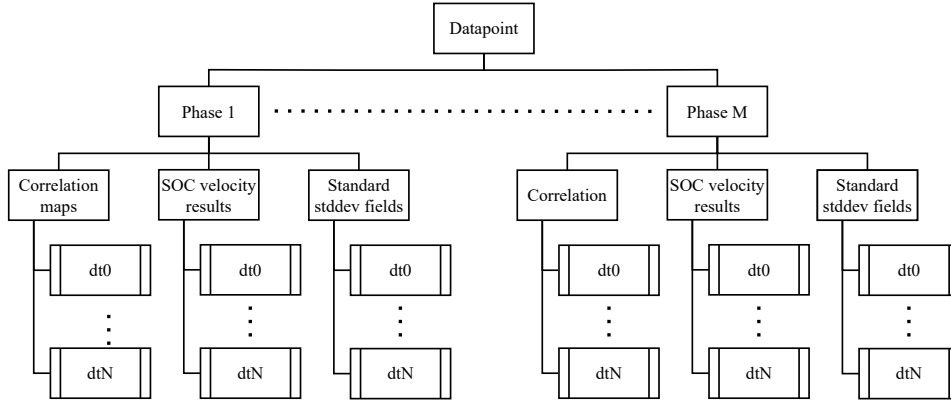 Datapoint
Phase 1
Phase M
Correlation
maps
SOC velocity
results
Standard
stddev fields
Correlation
SOC velocity
results
Standard
stddev fields
dt0
dt0
dt0
dt0
dt0
dt0
dtN
dtN
dtN
dtN
dtN
dtN